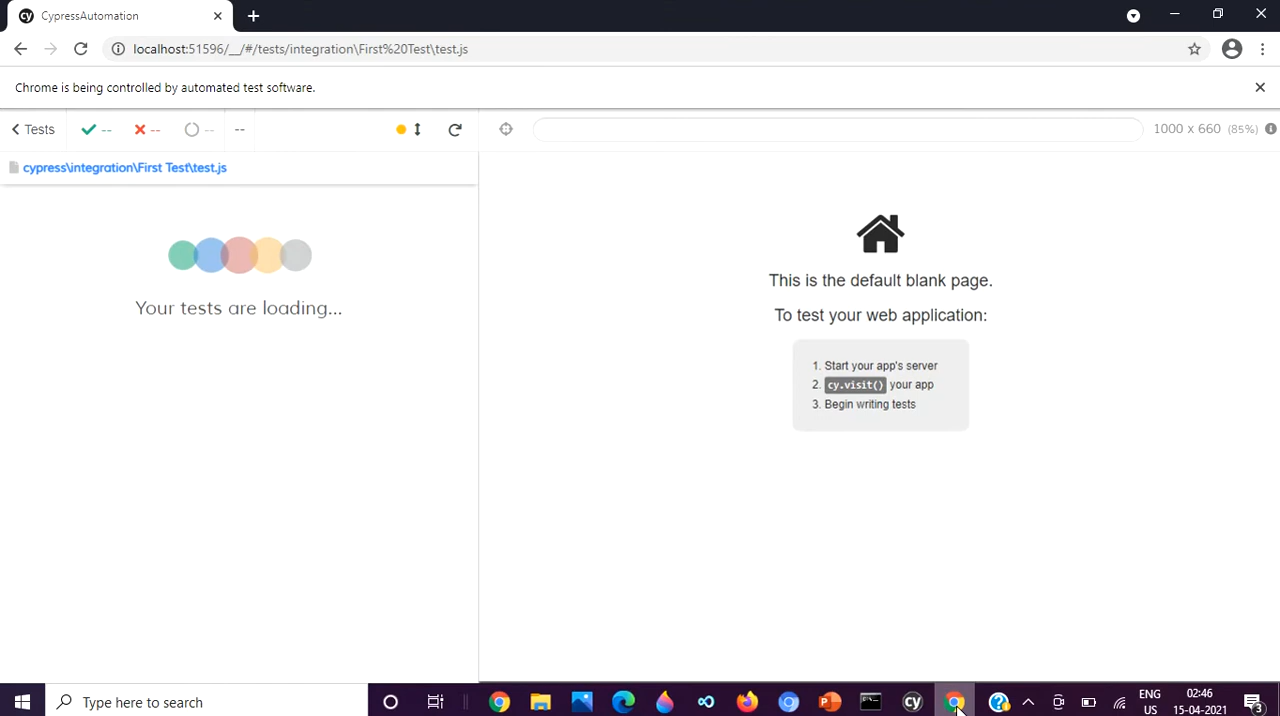 CypressAutomation
localhost:51596/__/#/tests/integration\First%20Test\test.js
Chrome is being controlled by automated test software.
Tests
--
--
--
--
1000 x 660 (85%)
cypress\integration\First Test\test.js
Your tests are loading...
This is the default blank page.
To test your web application:
1. Start your app's server
2. cy.visit() your app
3. Begin writing tests
Type here to search
ENG
US
02:46
15-04-2021
3